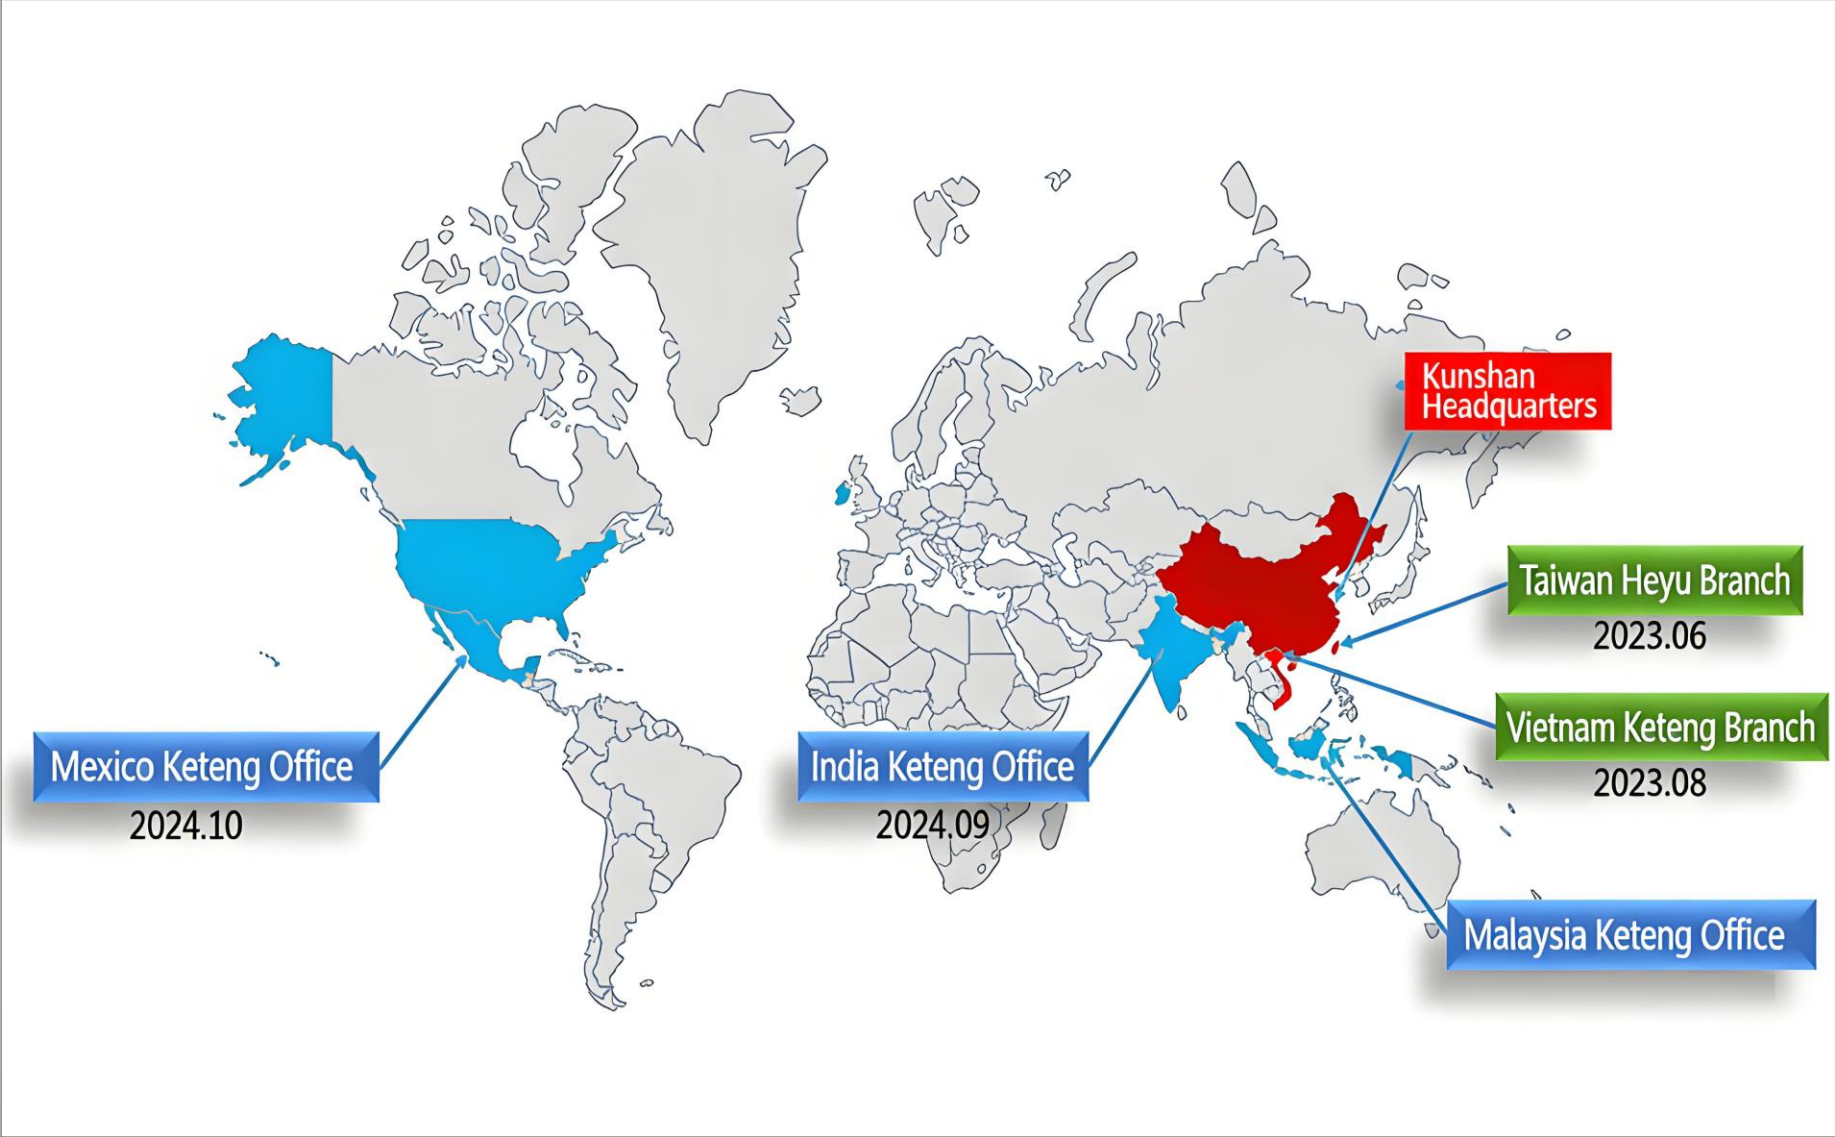 Kunshan
Headquarters
Taiwan Heyu Branch
2023.06
Vietnam Keteng Branch
2023.08
Mexico Keteng Office
2024.10
India Keteng Office
2024.09
Malaysia Keteng Office